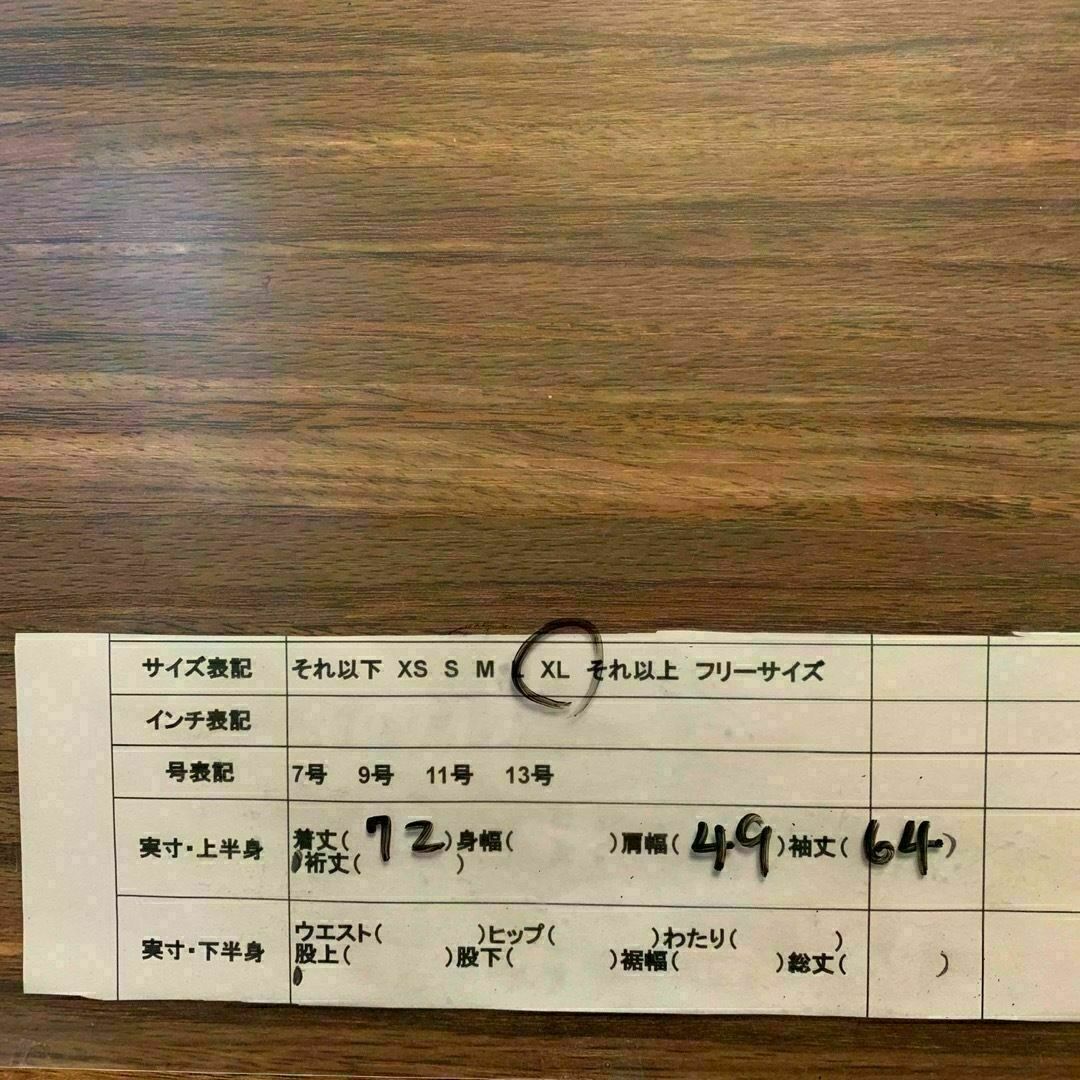 サイズ表記 それ以下 XS S M L XL それ以上 フリーサイズ
インチ表記
号表記 7号 9号 11号 13号
実寸・上半身 着丈( 72 )身幅( )肩幅( 49 )袖丈( 64 )
裄丈( )
実寸・下半身 ウエスト( )ヒップ( )わたり( )
股上( )股下( )裾幅( )総丈( )